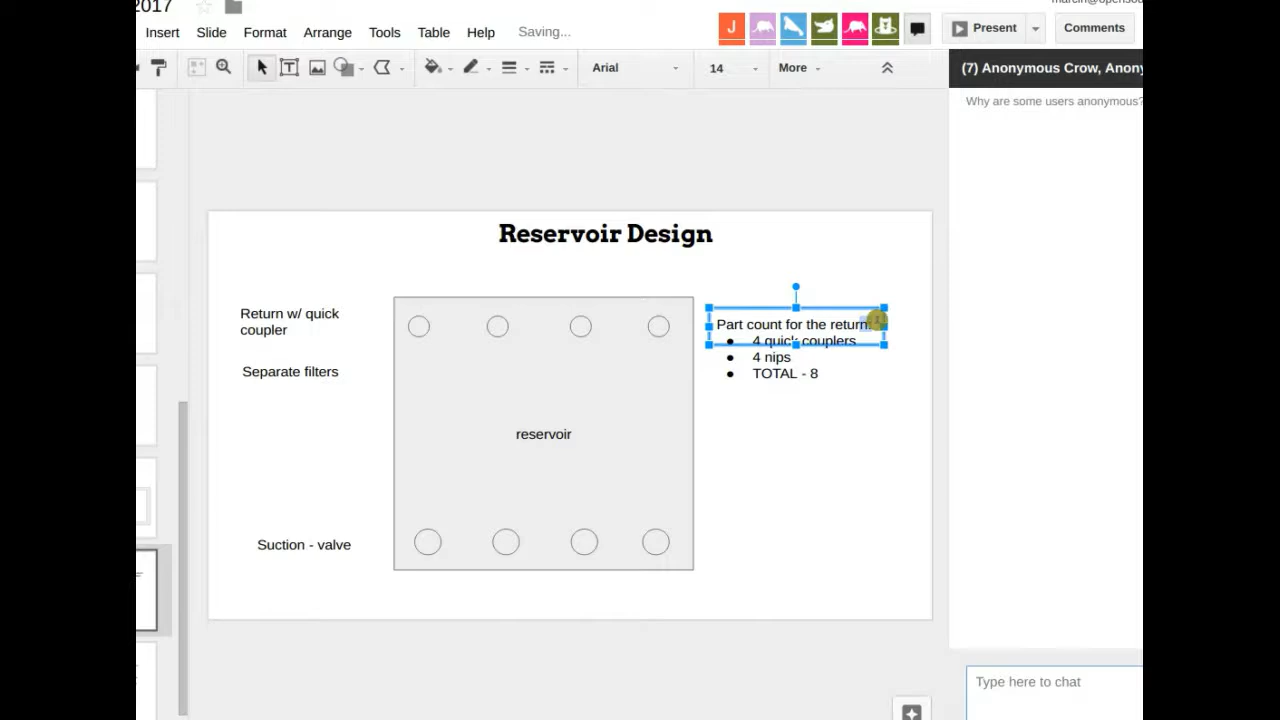 2017
Insert Slide Format Arrange Tools Table Help Saving...
J
Present
Comments
Arial
14
More
(7) Anonymous Crow,
Why are some users anonymous?
Reservoir Design
Return w/ quick
coupler
Separate filters
Suction - valve
reservoir
Part count for the return
4 quick couplers
4 nips
TOTAL - 8
Type here to chat